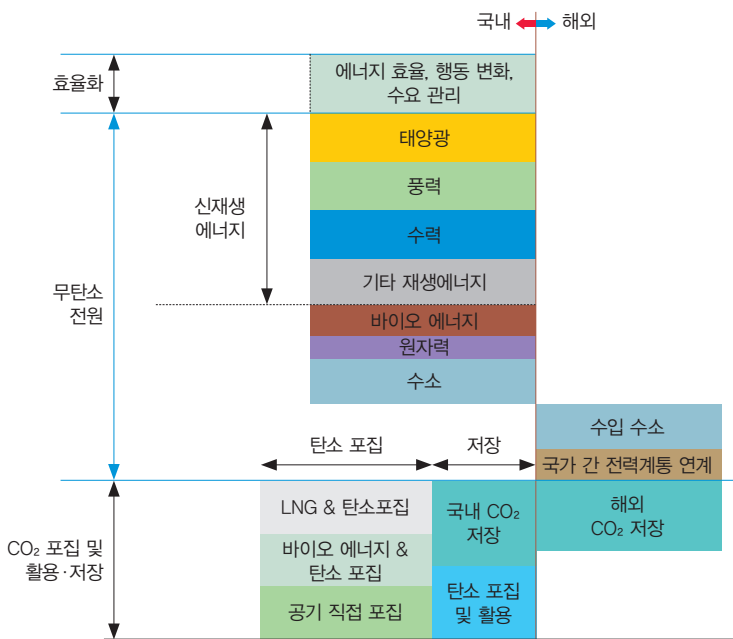 국내 해외
효율화
에너지 효율, 행동 변화,
수요 관리
태양광
풍력
신재생
에너지
수력
기타 재생에너지
무탄소
전원
바이오 에너지
원자력
수소
수입 수소
탄소 포집
저장
국가 간 전력계통 연계
CO₂ 포집 및
활용·저장
LNG & 탄소포집
바이오 에너지 &
탄소 포집
공기 직접 포집
국내 CO₂
저장
탄소 포집
및 활용
해외
CO₂ 저장